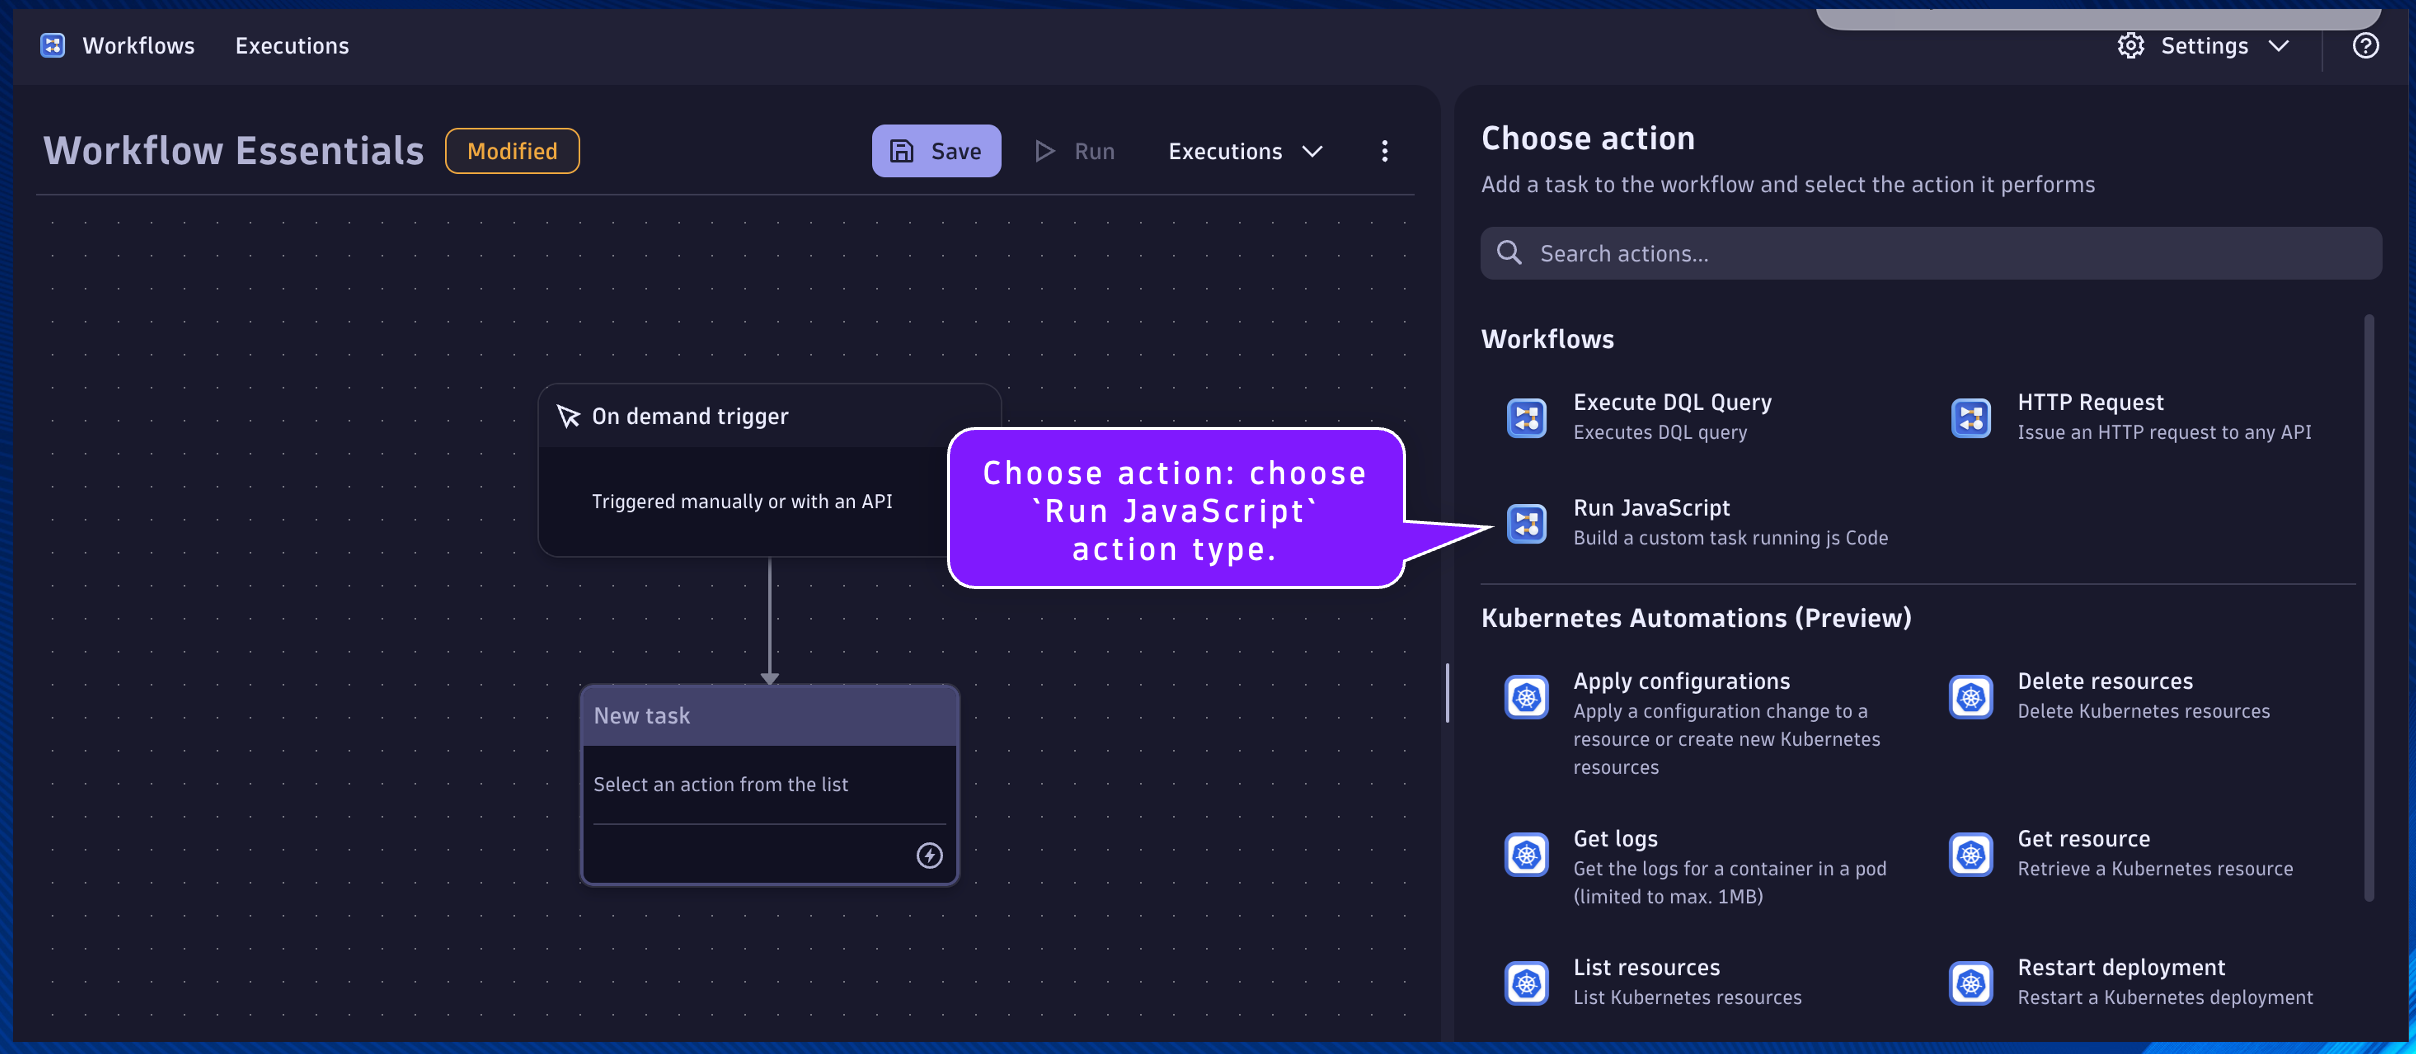 Workflows
Executions
Settings
Workflow Essentials
Modified
Save
Run
Executions
On demand trigger
Triggered manually or with an API
New task
Select an action from the list
Choose action: choose
`Run JavaScript`
action type.
Choose action
Add a task to the workflow and select the action it performs
Search actions...
Workflows
Execute DQL Query
Executes DQL query
HTTP Request
Issue an HTTP request to any API
Run JavaScript
Build a custom task running js Code
Kubernetes Automations (Preview)
Apply configurations
Apply a configuration change to a
resource or create new Kubernetes
resources
Delete resources
Delete Kubernetes resources
Get logs
Get the logs for a container in a pod
(limited to max. 1MB)
Get resource
Retrieve a Kubernetes resource
List resources
List Kubernetes resources
Restart deployment
Restart a Kubernetes deployment